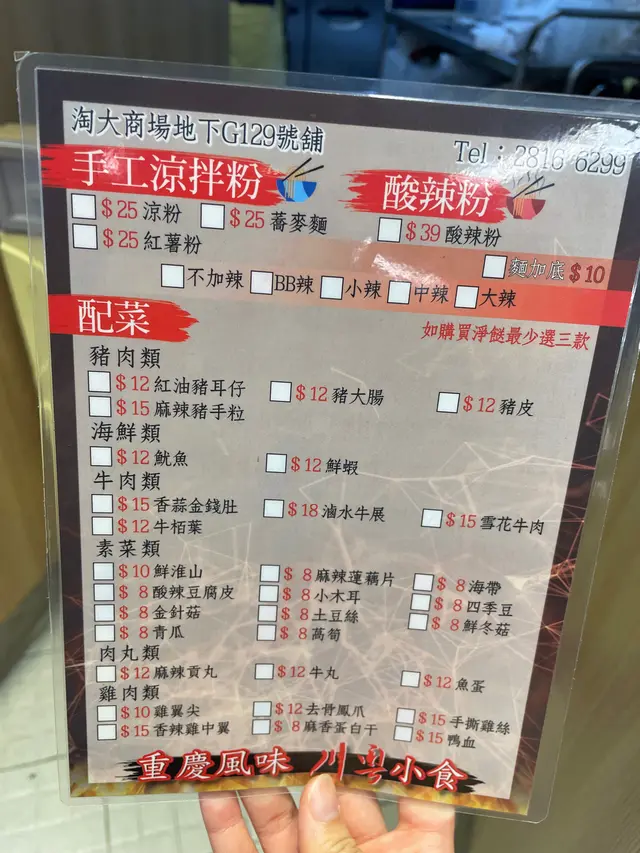 淘大商場地下G129號舖
Tel：2816 6299
手工涼拌粉
酸辣粉
$25 涼粉 $25 蕎麥麵
$39 酸辣粉
$25 紅薯粉
麵加底 $10
不加辣 BB辣 小辣 中辣 大辣
配菜
如購買淨餸最少選三款
豬肉類
$12 紅油豬耳仔 $12 豬大腸 $12 豬皮
$15 麻辣豬手粒
海鮮類
$12 魷魚 $12 鮮蝦
牛肉類
$15 香蒜金錢肚 $18 滷水牛展 $15 雪花牛肉
$12 牛栢葉
素菜類
$10 鮮淮山 $ 8 麻辣蓮藕片 $ 8 海帶
$ 8 酸辣豆腐皮 $ 8 小木耳 $ 8 四季豆
$ 8 金針菇 $ 8 土豆絲 $ 8 鮮冬菇
$ 8 青瓜 $ 8 萵筍
肉丸類
$12 麻辣貢丸 $12 牛丸 $12 魚蛋
雞肉類
$10 雞翼尖 $12 去骨鳳爪 $15 手撕雞絲
$15 香辣雞中翼 $ 8 麻香蛋白干 $15 鴨血
重慶風味 川粵小食